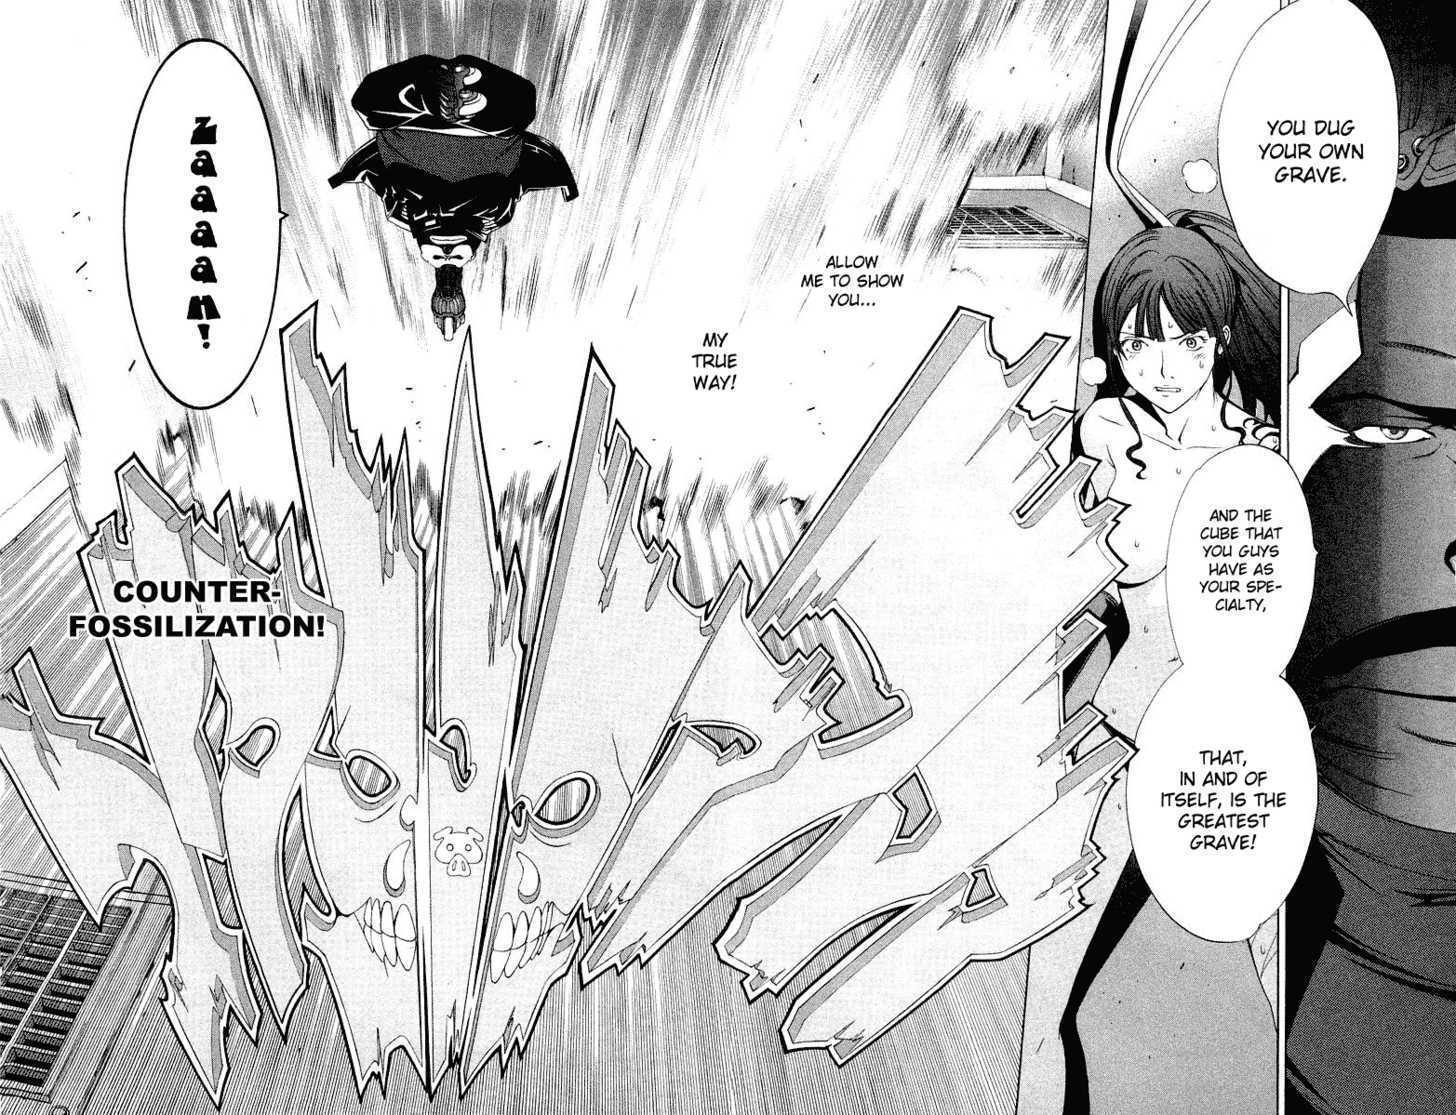 YOU DUG
YOUR OWN
GRAVE.
AND THE
CUBE THAT
YOU GUYS
HAVE AS
YOUR SPE-
CIALTY,
THAT,
IN AND OF
ITSELF, IS THE
GREATEST
GRAVE!
ALLOW
ME TO SHOW
YOU...
MY
TRUE
WAY!
Zaaaan!
COUNTER-
FOSSILIZATION!